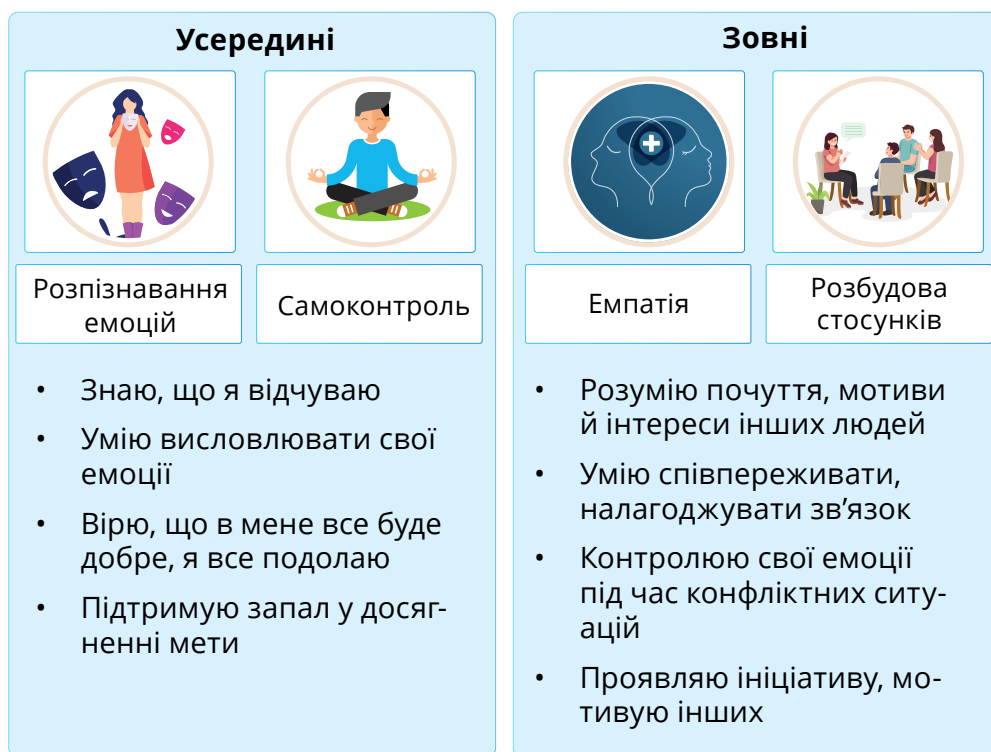 Усередині
Розпізнавання
емоцій
Самоконтроль
• Знаю, що я відчуваю
• Умію висловлювати свої
емоції
• Вірю, що в мене все буде
добре, я все подолаю
• Підтримую запал у досяг-
ненні мети
Зовні
Емпатія
Розбудова
стосунків
• Розумію почуття, мотиви
й інтереси інших людей
• Умію співпереживати,
налагоджувати зв’язок
• Контролюю свої емоції
під час конфліктних ситу-
ацій
• Проявляю ініціативу, мо-
тивую інших